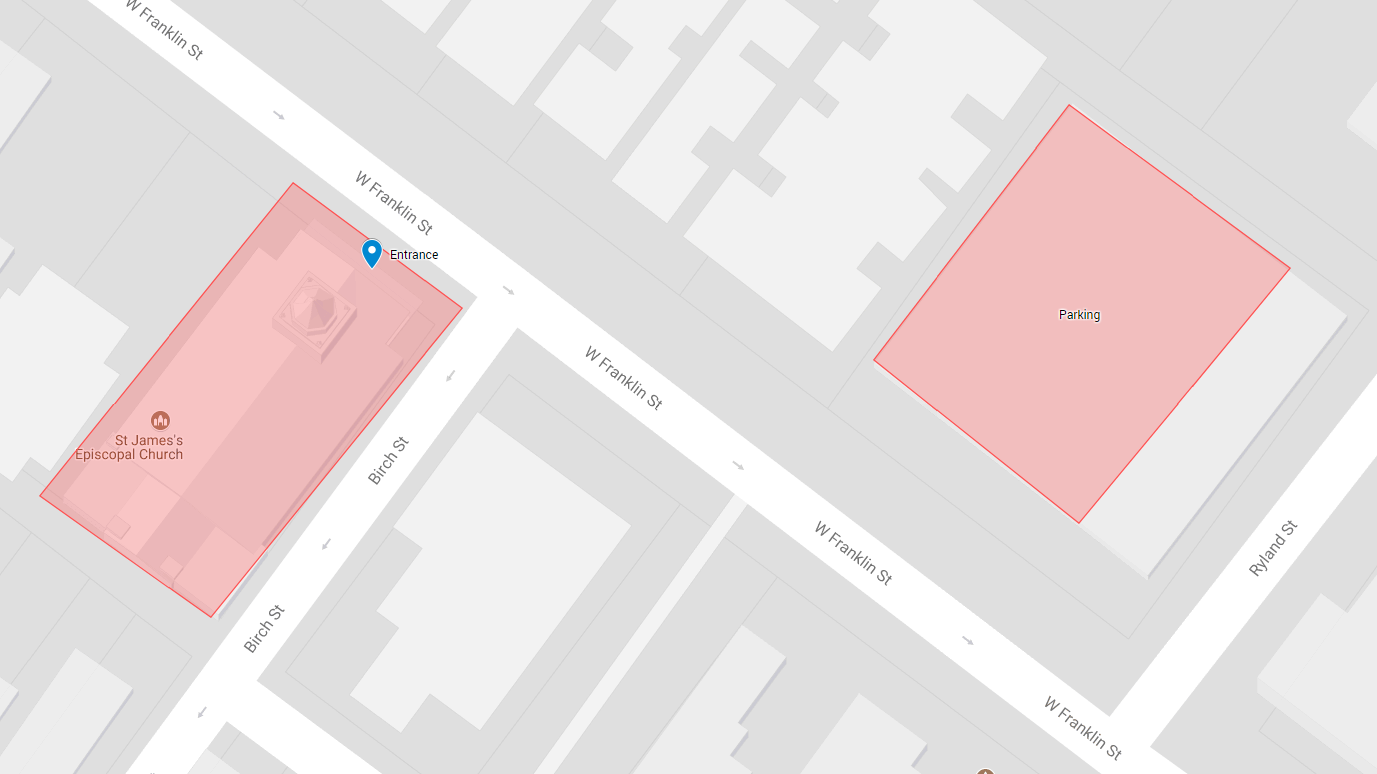 W Franklin St
W Franklin St
Entrance
Parking
W Franklin St
St James's
Episcopal Church
Birch St
W Franklin St
Ryland St
Birch St
W Franklin St